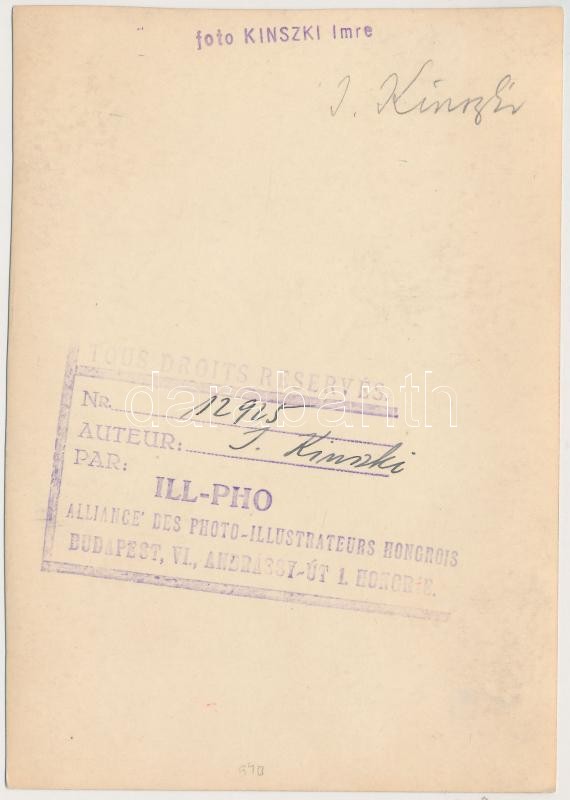 foto KINSZKI Imre
I. Kinszki
TOUS DROITS RESERVÉS.
darabanth
NR. 12925
AUTEUR: I. Kinszki
PAR:
ILL-PHO
ALLIANCE DES PHOTO-ILLUSTRATEURS HONGROIS
BUDAPEST, VI., ANDRÁSSY-ÚT 1. HONGRIE.